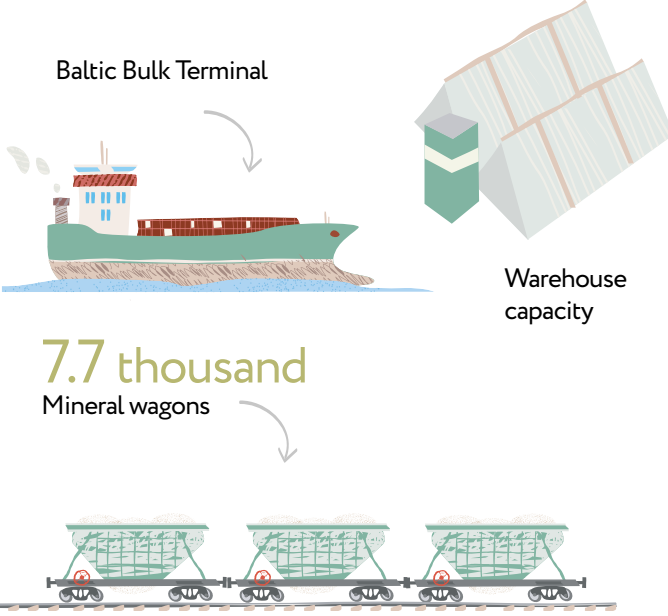 Baltic Bulk Terminal
Warehouse
capacity
7.7 thousand
Mineral wagons